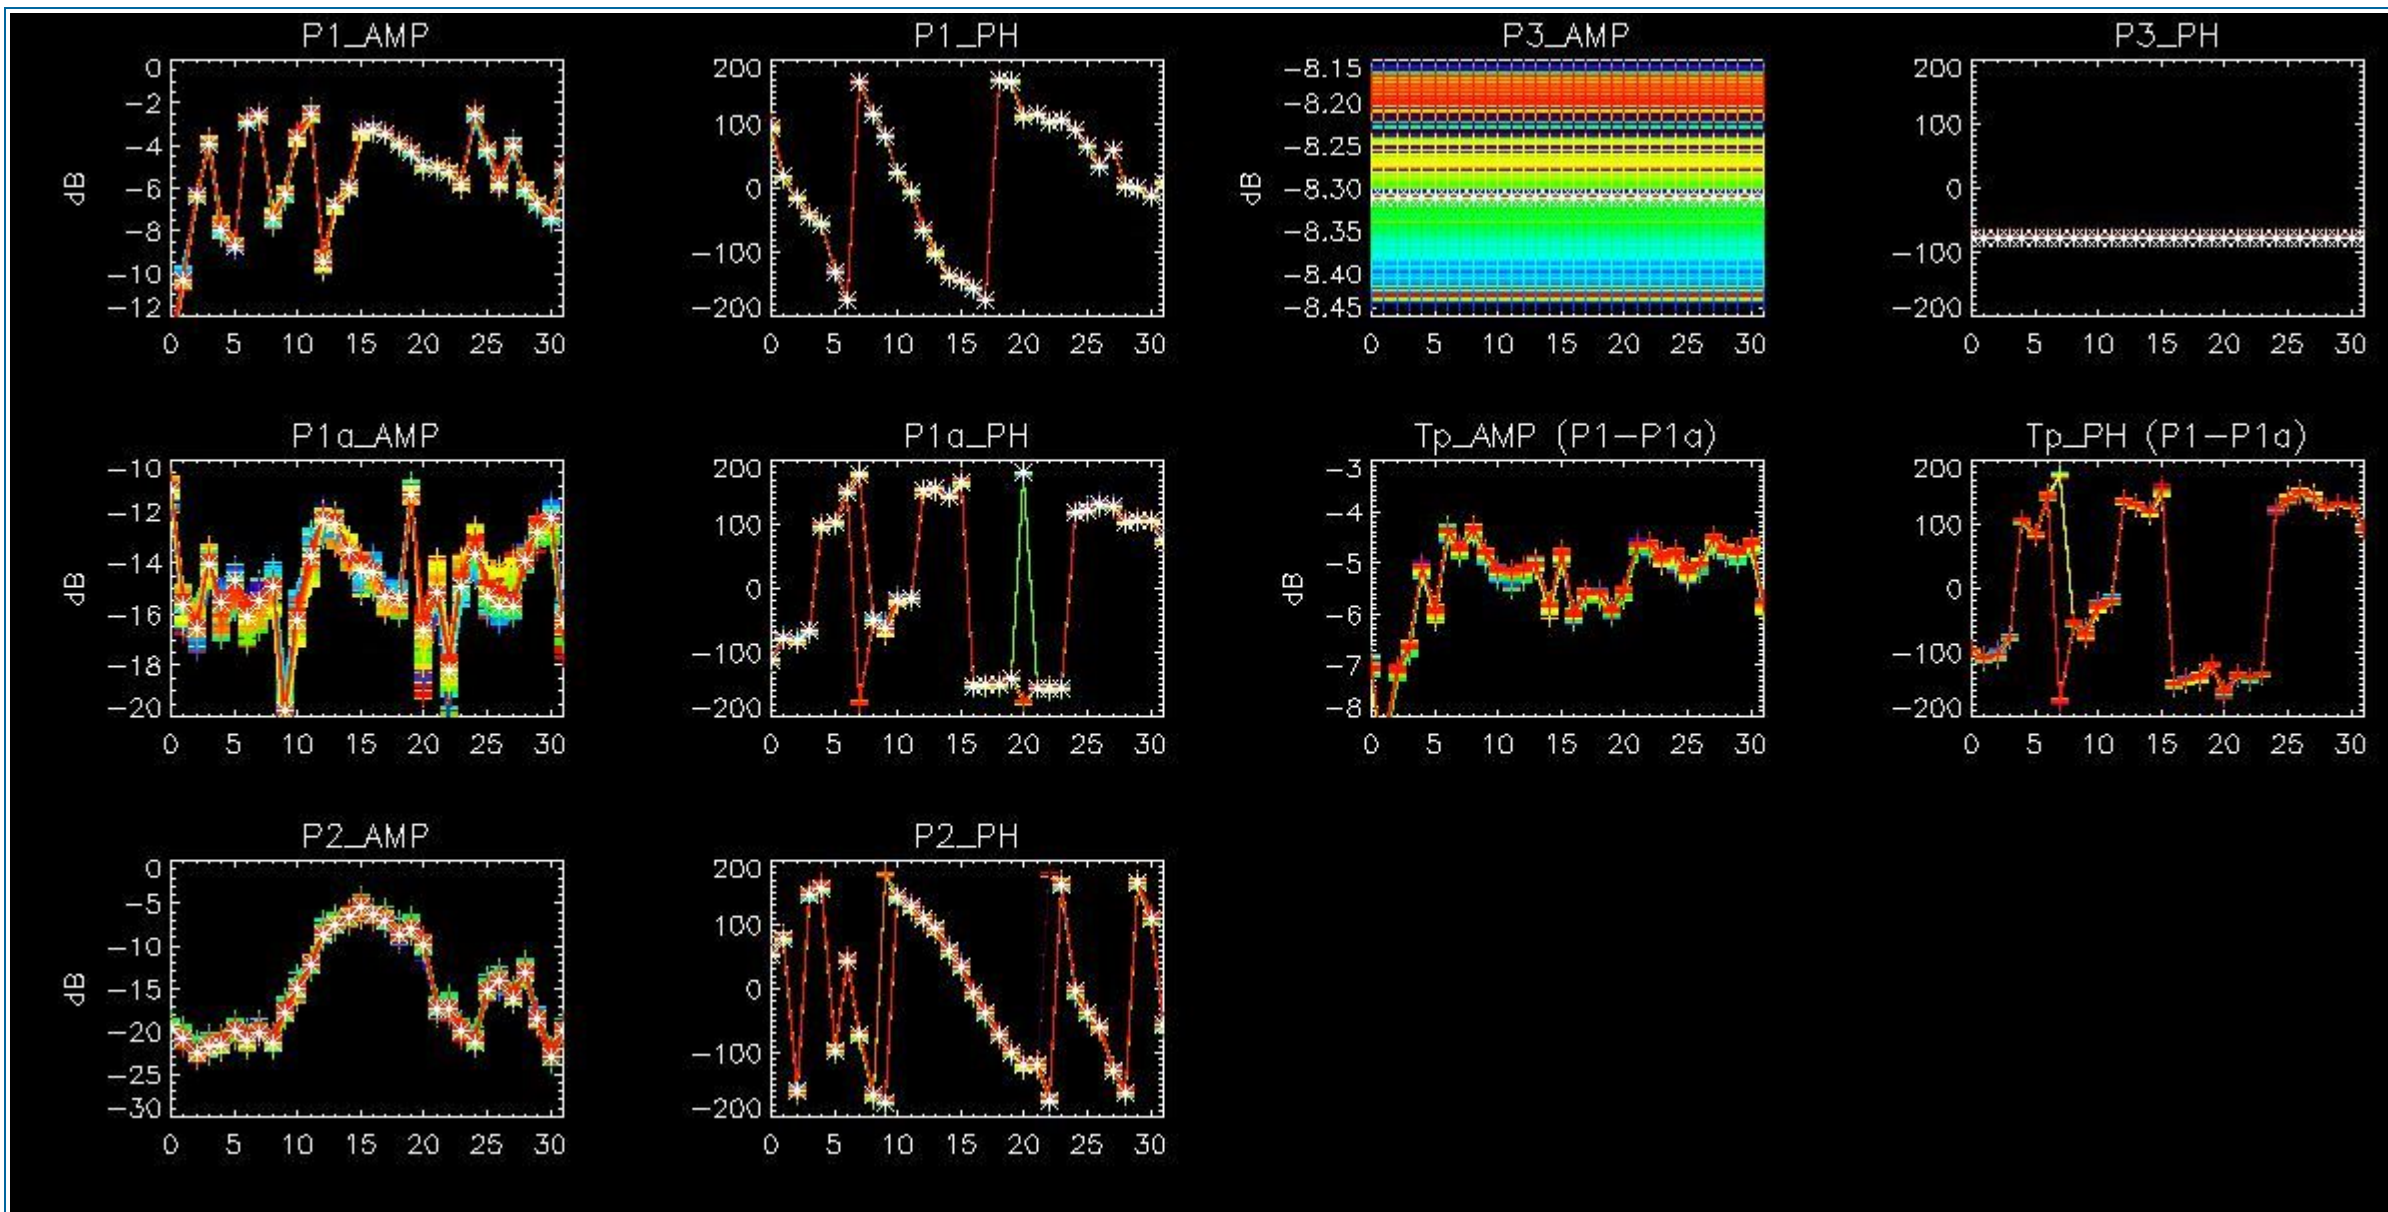 P1_AMP P1_PH P3_AMP P3_PH
0 200 −8.15 200
−2 −8.20
−4 100 −8.25 100
dB −6 0 dB −8.30 0
−8 −8.35
−10 −100 −8.40 −100
−12 −200 −8.45 −200
0 5 10 15 20 25 30 0 5 10 15 20 25 30 0 5 10 15 20 25 30 0 5 10 15 20 25 30
P1a_AMP P1a_PH Tp_AMP (P1−P1a) Tp_PH (P1−P1a)
−10 200 −3 200
−12 100 −4 100
dB −14 0 dB −5 0
−16 −6
−18 −100 −7 −100
−20 −200 −8 −200
0 5 10 15 20 25 30 0 5 10 15 20 25 30 0 5 10 15 20 25 30 0 5 10 15 20 25 30
P2_AMP P2_PH
0 200
−5 100
−10
dB −15 0
−20 −100
−25
−30 −200
0 5 10 15 20 25 30 0 5 10 15 20 25 30